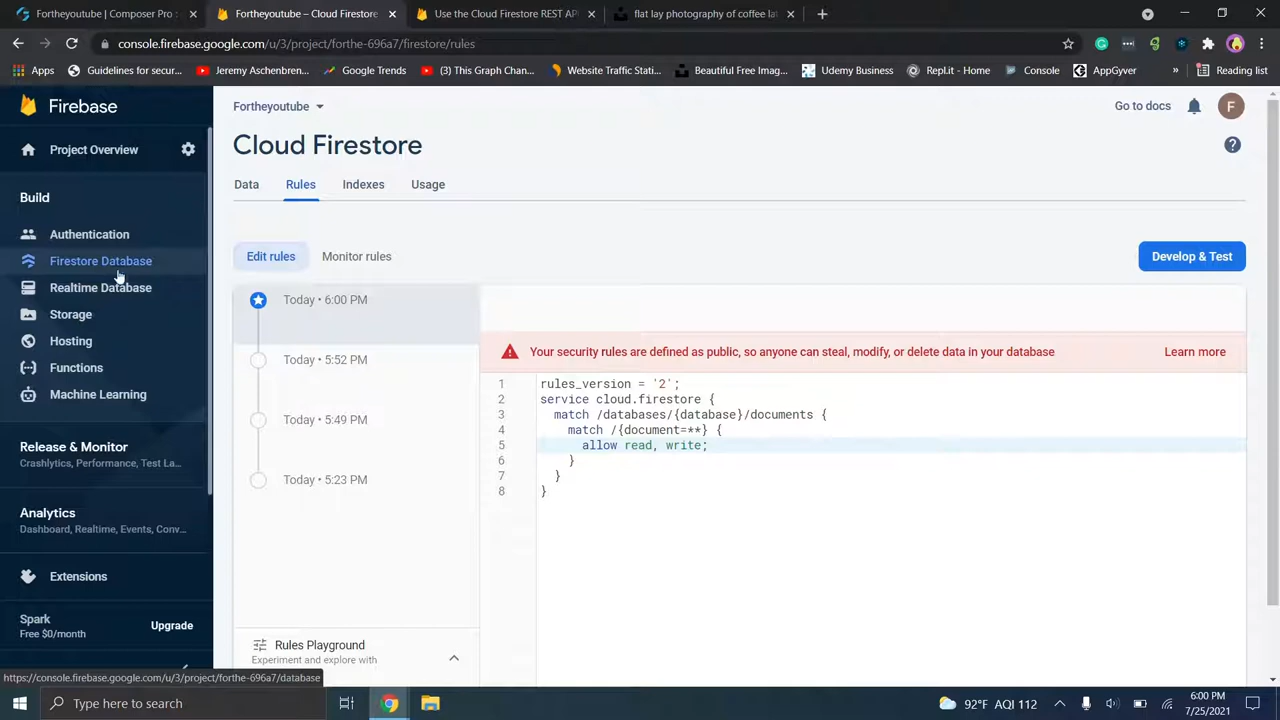 Fortheyoutube | Composer Pro
Fortheyoutube – Cloud Firestore
Use the Cloud Firestore REST API
flat lay photography of coffee lat
console.firebase.google.com/u/3/project/forthe-696a7/firestore/rules
Apps
Guidelines for secur...
Jeremy Aschenbren...
Google Trends
(3) This Graph Chan...
Website Traffic Stati...
Beautiful Free Imag...
Udemy Business
Repl.it - Home
Console
AppGyver
»
Reading list
Firebase
Fortheyoutube
Go to docs
F
Project Overview
Cloud Firestore
?
Data
Rules
Indexes
Usage
Build
Authentication
Firestore Database
Realtime Database
Storage
Hosting
Functions
Machine Learning
Edit rules
Monitor rules
Develop & Test
Today • 6:00 PM
Today • 5:52 PM
Today • 5:49 PM
Today • 5:23 PM
Your security rules are defined as public, so anyone can steal, modify, or delete data in your database
Learn more
1 rules_version = '2';
2 service cloud.firestore {
3 match /databases/{database}/documents {
4 match /{document=**} {
5 allow read, write;
6 }
7 }
8 }
Release & Monitor
Crashlytics, Performance, Test La...
Analytics
Dashboard, Realtime, Events, Conv...
Extensions
Spark
Free $0/month
Upgrade
Rules Playground
Experiment and explore with
https://console.firebase.google.com/u/3/project/forthe-696a7/database
Type here to search
92°F AQI 112
6:00 PM
7/25/2021